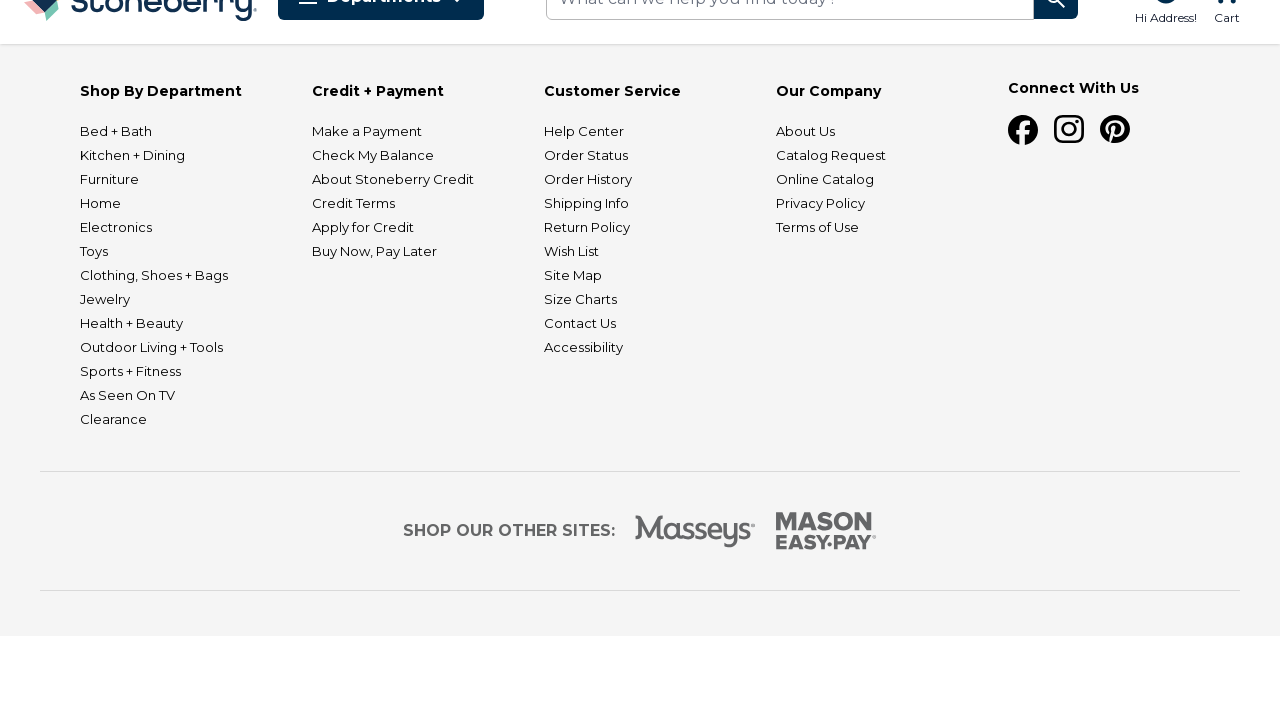 Stoneberry
Departments
What can we help you find today?
Hi Address!
Cart
Shop By Department
Bed + Bath
Kitchen + Dining
Furniture
Home
Electronics
Toys
Clothing, Shoes + Bags
Jewelry
Health + Beauty
Outdoor Living + Tools
Sports + Fitness
As Seen On TV
Clearance
Credit + Payment
Make a Payment
Check My Balance
About Stoneberry Credit
Credit Terms
Apply for Credit
Buy Now, Pay Later
Customer Service
Help Center
Order Status
Order History
Shipping Info
Return Policy
Wish List
Site Map
Size Charts
Contact Us
Accessibility
Our Company
About Us
Catalog Request
Online Catalog
Privacy Policy
Terms of Use
Connect With Us
SHOP OUR OTHER SITES:
Masseys®
MASON
EASY•PAY®